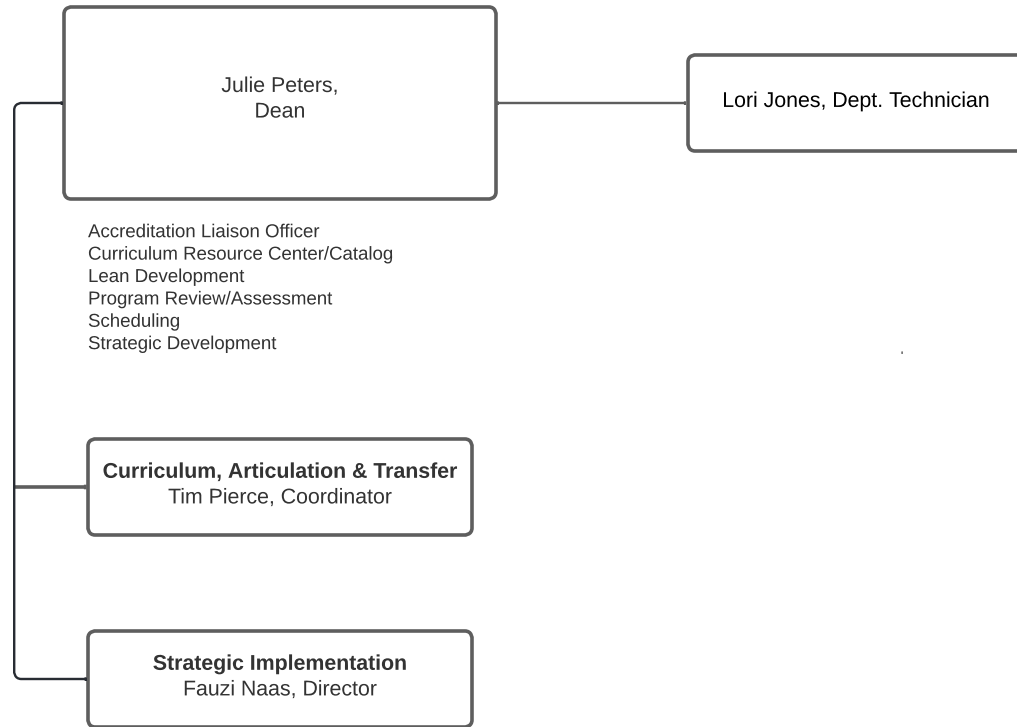 Julie Peters,
Dean
Lori Jones, Dept. Technician
Accreditation Liaison Officer
Curriculum Resource Center/Catalog
Lean Development
Program Review/Assessment
Scheduling
Strategic Development
Curriculum, Articulation & Transfer
Tim Pierce, Coordinator
Strategic Implementation
Fauzi Naas, Director